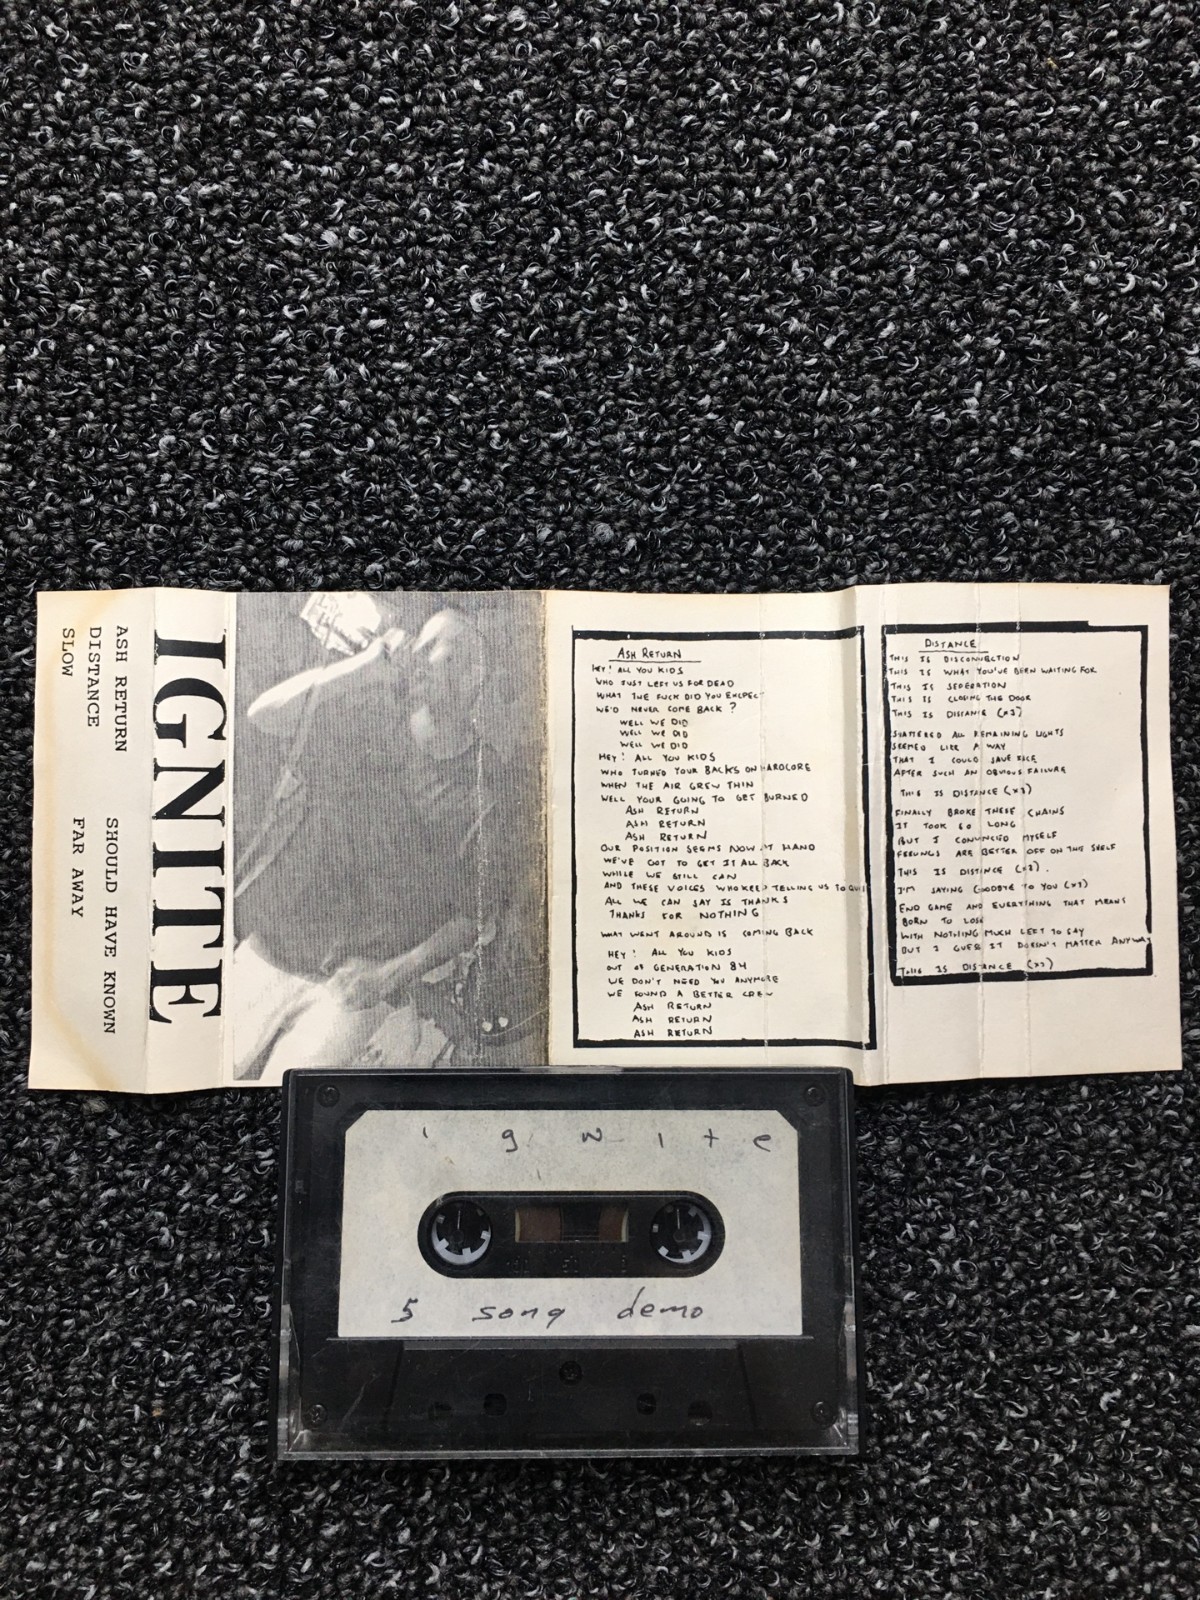 ASH RETURN
DISTANCE
SLOW
SHOULD HAVE KNOWN
FAR AWAY
IGNITE
ASH RETURN
HEY! ALL YOU KIDS
WHO JUST LEFT US FOR DEAD
WHAT THE FUCK DID YOU EXCPECT
WE'D NEVER COME BACK?
WELL WE DID
WELL WE DID
WELL WE DID
HEY! ALL YOU KIDS
WHO TURNED YOUR BACKS ON HARDCORE
WHEN THE AIR GREW THIN
WELL YOUR GOING TO GET BURNED
ASH RETURN
ASH RETURN
ASH RETURN
OUR POSITION SEEMS NOW AT HAND
WE'VE GOT TO GET IT ALL BACK
WHILE WE STILL CAN
AND THESE VOICES WHO KEEP TELLING US TO QUIT
ALL WE CAN SAY IS THANKS
THANKS FOR NOTHING
WHAT WENT AROUND IS COMING BACK
HEY! ALL YOU KIDS
OUT OF GENERATION 84
WE DON'T NEED YOU ANYMORE
WE FOUND A BETTER CREW
ASH RETURN
ASH RETURN
ASH RETURN
DISTANCE
THIS IS DISCONNECTION
THIS IS WHAT YOU'VE BEEN WAITING FOR
THIS IS SEPERATION
THIS IS CLOSING THE DOOR
THIS IS DISTANCE (x3)
SHATTERED ALL REMAINING LIGHTS
SEEMED LIKE A WAY
THAT I COULD SAVE FACE
AFTER SUCH AN OBVIOUS FAILURE
THIS IS DISTANCE (x3)
FINALLY BROKE THESE CHAINS
IT TOOK SO LONG
BUT I CONVINCED MYSELF
FEELINGS ARE BETTER OFF ON THIS SHELF
THIS IS DISTENCE (x3).
I'M SAYING GOODBYE TO YOU (x3)
END GAME AND EVERYTHING THAT MEANS
BORN TO LOSE
WITH NOTHING MUCH LEFT TO SAY
BUT I GUESS IT DOESN'T MATTER ANYWAY
THIS IS DISTANCE (x3)
ignite
5 song demo